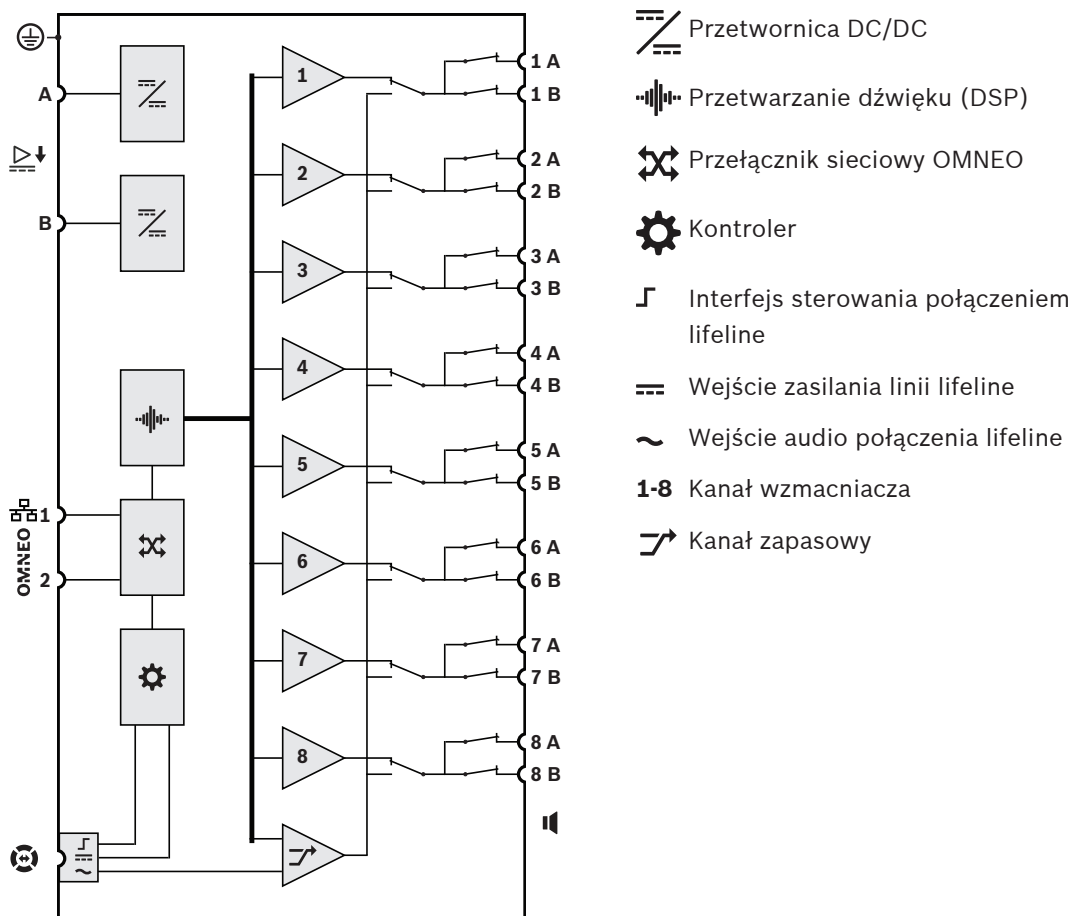 A
B
OMNEO
1
2
1
2
3
4
5
6
7
8
1 A
1 B
2 A
2 B
3 A
3 B
4 A
4 B
5 A
5 B
6 A
6 B
7 A
7 B
8 A
8 B
Przetwornica DC/DC
Przetwarzanie dźwięku (DSP)
Przełącznik sieciowy OMNEO
Kontroler
Interfejs sterowania połączeniem
lifeline
Wejście zasilania linii lifeline
Wejście audio połączenia lifeline
1-8 Kanał wzmacniacza
Kanał zapasowy